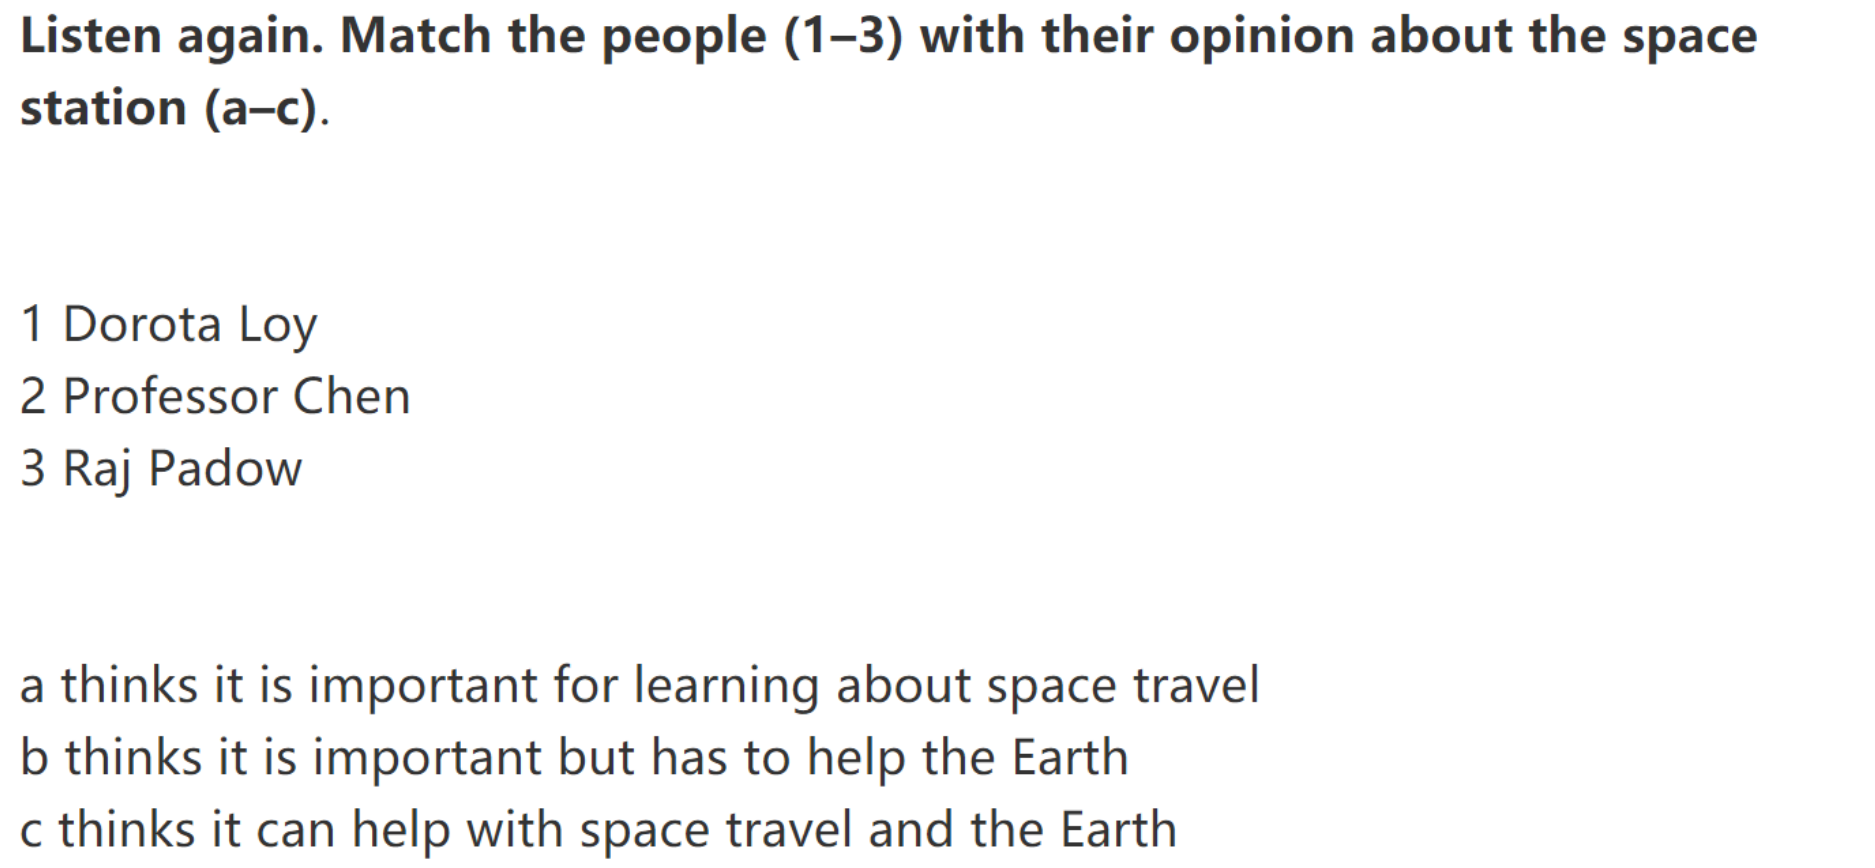 Listen again. Match the people (1–3) with their opinion about the space
station (a–c).
1 Dorota Loy
2 Professor Chen
3 Raj Padow
a thinks it is important for learning about space travel
b thinks it is important but has to help the Earth
c thinks it can help with space travel and the Earth